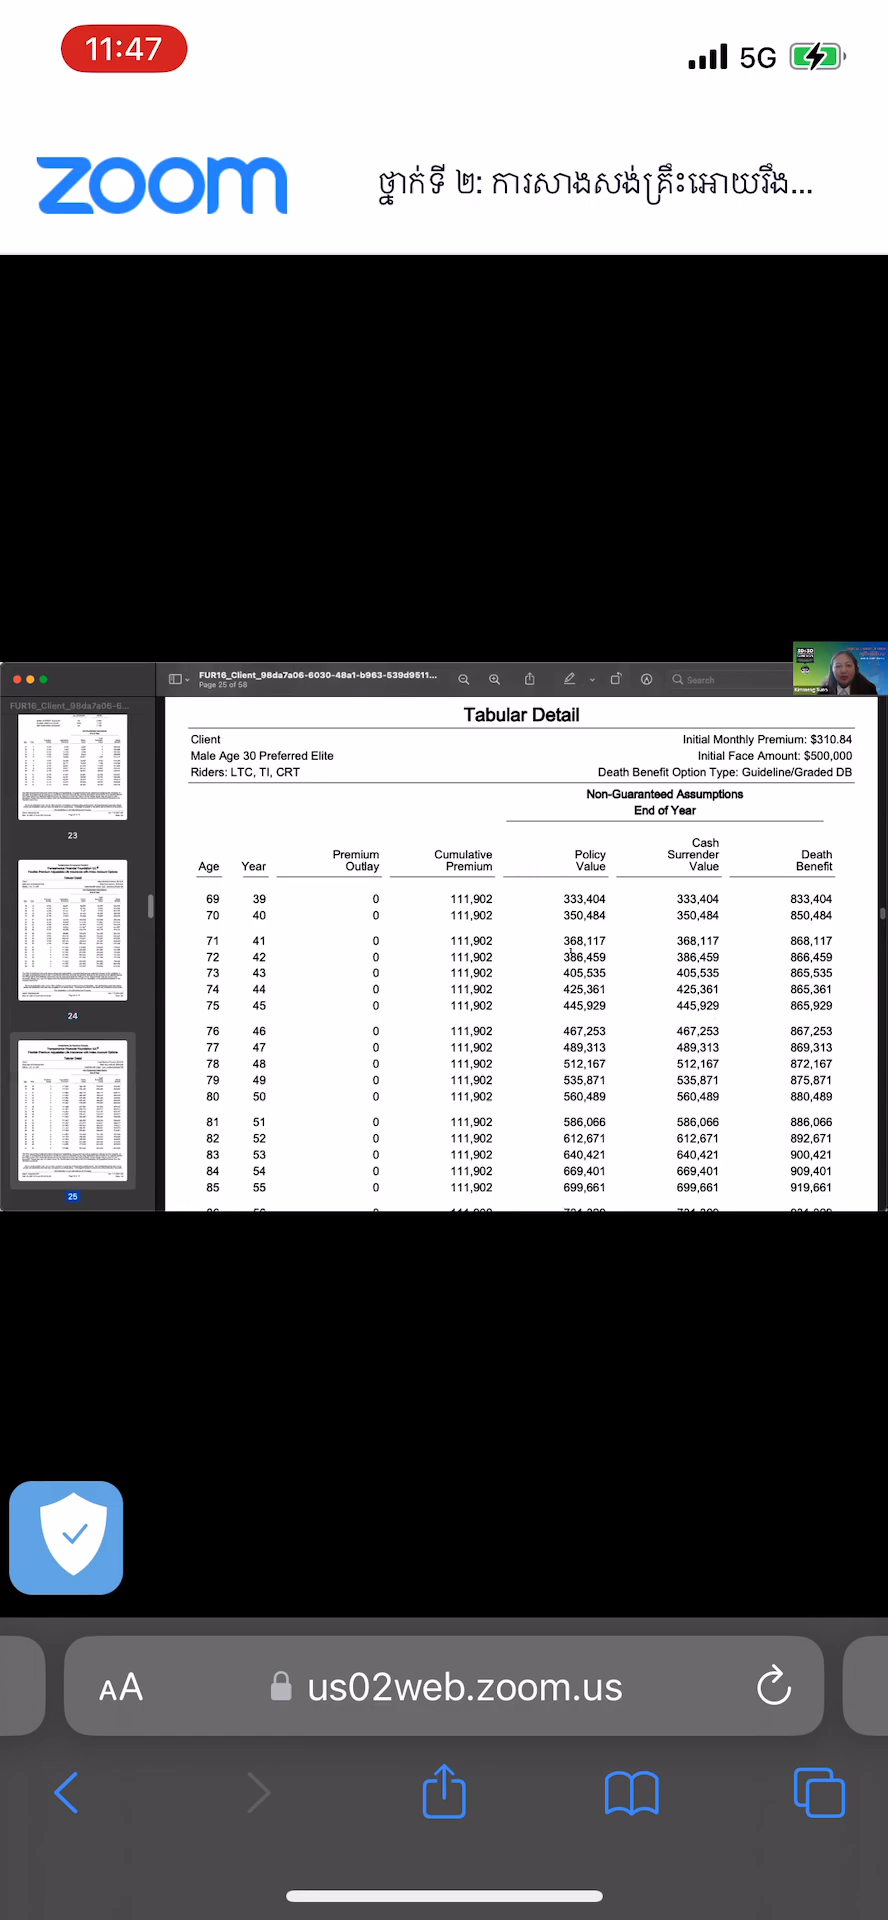 11:47
5G
zoom
ថ្នាក់ទី ២: ការសាងសង់គ្រឹះអោយរឹង...
FUR16_Client_98da7a06-6030-48a1-b963-539d9511...
Page 25 of 58
Search
FUR16_Client_98da7a06-6...
23
24
25
Tabular Detail
Client Initial Monthly Premium: $310.84
Male Age 30 Preferred Elite Initial Face Amount: $500,000
Riders: LTC, TI, CRT Death Benefit Option Type: Guideline/Graded DB
Non-Guaranteed Assumptions
End of Year
Age Year Premium Outlay Cumulative Premium Policy Value Cash Surrender Value Death Benefit
69 39 0 111,902 333,404 333,404 833,404
70 40 0 111,902 350,484 350,484 850,484
71 41 0 111,902 368,117 368,117 868,117
72 42 0 111,902 386,459 386,459 866,459
73 43 0 111,902 405,535 405,535 865,535
74 44 0 111,902 425,361 425,361 865,361
75 45 0 111,902 445,929 445,929 865,929
76 46 0 111,902 467,253 467,253 867,253
77 47 0 111,902 489,313 489,313 869,313
78 48 0 111,902 512,167 512,167 872,167
79 49 0 111,902 535,871 535,871 875,871
80 50 0 111,902 560,489 560,489 880,489
81 51 0 111,902 586,066 586,066 886,066
82 52 0 111,902 612,671 612,671 892,671
83 53 0 111,902 640,421 640,421 900,421
84 54 0 111,902 669,401 669,401 909,401
85 55 0 111,902 699,661 699,661 919,661
AA us02web.zoom.us